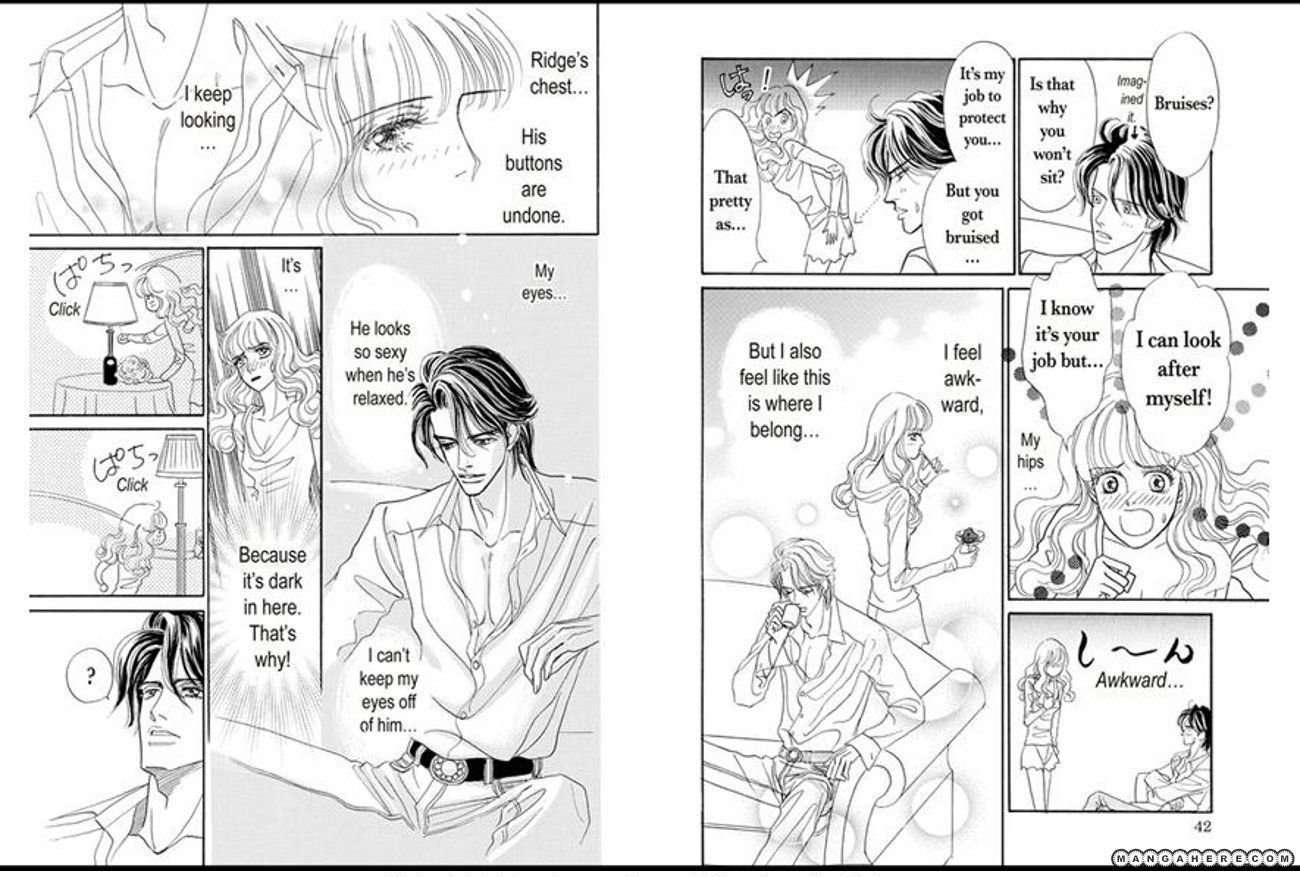 Bruises?
Imag-
ined
it.
Is that
why
you
won't
sit?
It's my
job to
protect
you...
But you
got
bruised
...
ぱっ!
That
pretty
as...
I can look
after
myself!
I know
it's your
job but...
My
hips
...
し〜ん
Awkward...
I feel
awk-
ward,
But I also
feel like this
is where I
belong...
42
Ridge's
chest...
His
buttons
are
undone.
I keep
looking
...
My
eyes...
He looks
so sexy
when he's
relaxed.
I can't
keep my
eyes off
of him...
It's
...
Because
it's dark
in here.
That's
why!
ぱちっ
Click
ぱちっ
Click
?
MANGAHERE.COM